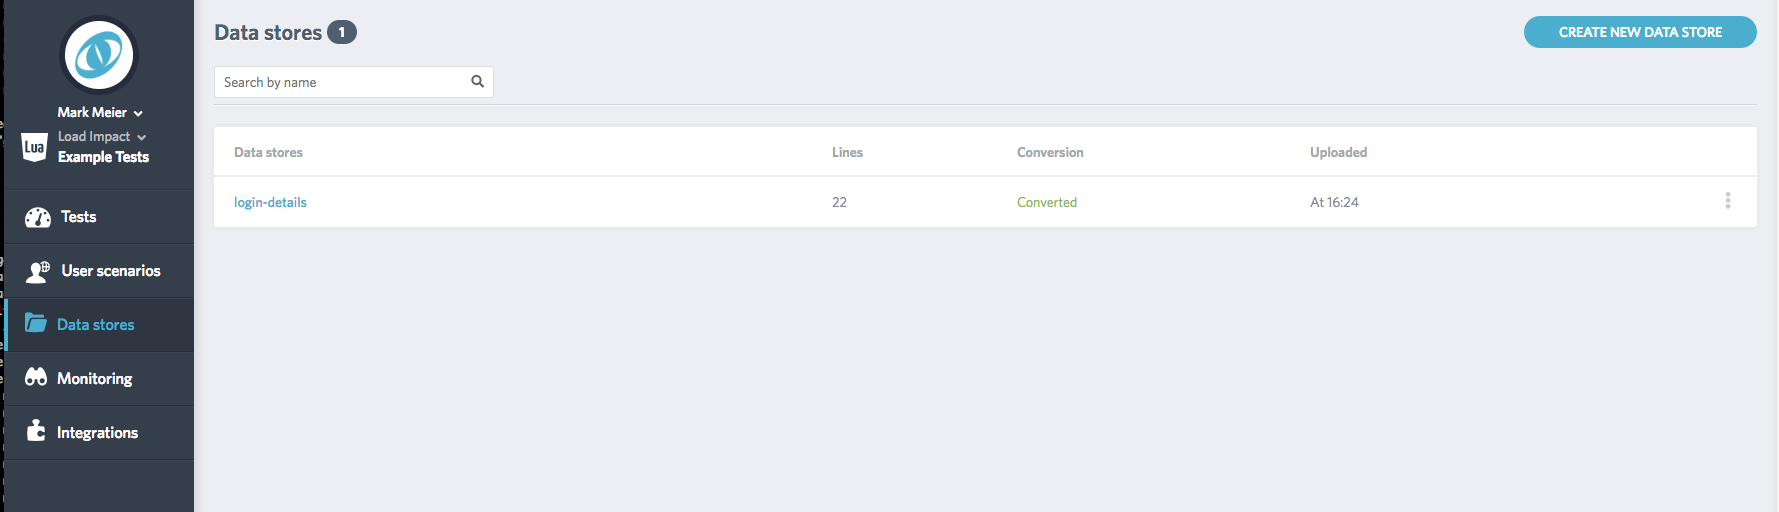 Mark Meier
Load Impact
Lua
Example Tests
Tests
User scenarios
Data stores
Monitoring
Integrations
Data stores 1
CREATE NEW DATA STORE
Search by name
Data stores Lines Conversion Uploaded
login-details 22 Converted At 16:24